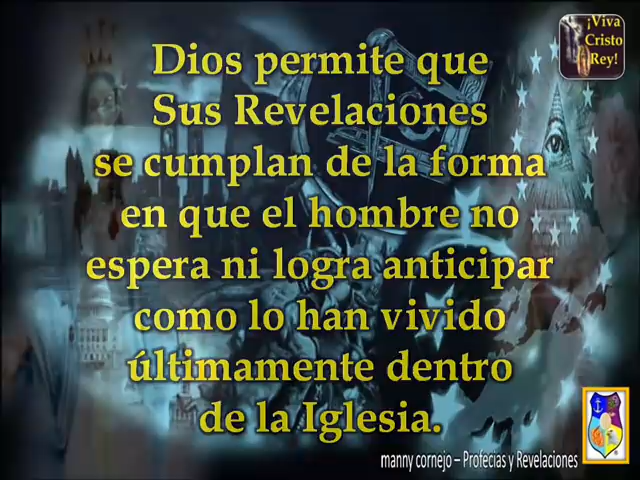 ¡Viva
Cristo
Rey!
Dios permite que
Sus Revelaciones
se cumplan de la forma
en que el hombre no
espera ni logra anticipar
como lo han vivido
últimamente dentro
de la Iglesia.
manny cornejo – Profecias y Revelaciones